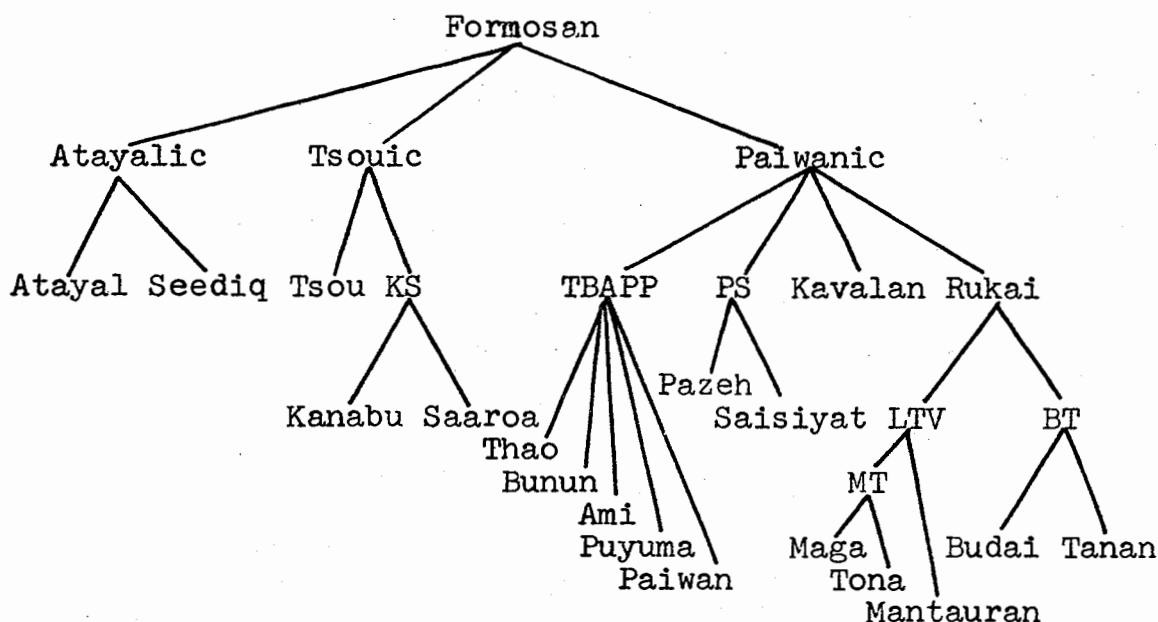 Formosan
Atayalic Tsouic Paiwanic
Atayal Seediq Tsou KS TBAPP PS Kavalan Rukai
Pazeh
Kanabu Saaroa Saisiyat LTV BT
Thao
Bunun MT
Ami
Puyuma Maga Budai Tanan
Paiwan Tona
Mantauran